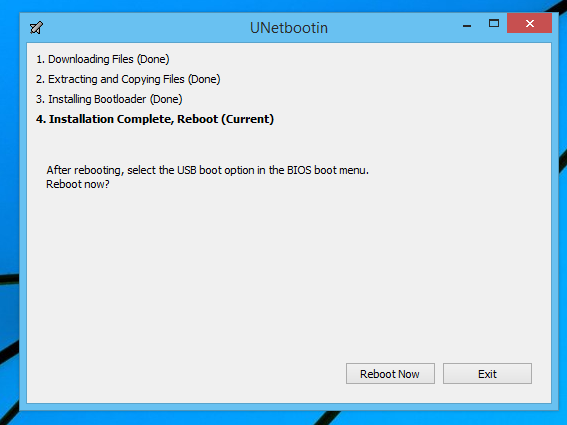 UNetbootin
1. Downloading Files (Done)
2. Extracting and Copying Files (Done)
3. Installing Bootloader (Done)
4. Installation Complete, Reboot (Current)
After rebooting, select the USB boot option in the BIOS boot menu.
Reboot now?
Reboot Now
Exit